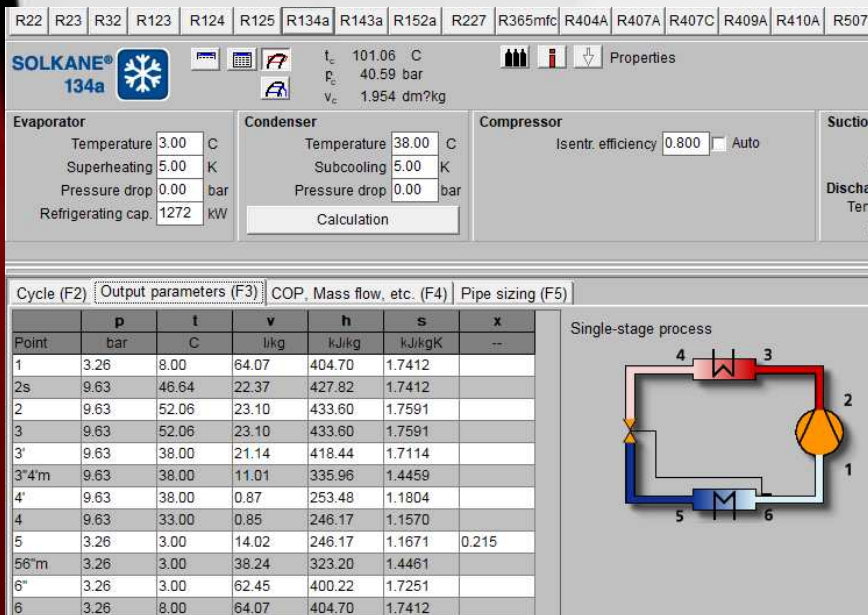 R22 R23 R32 R123 R124 R125 R134a R143a R152a R227 R365mfc R404A R407A R407C R409A R410A R507
SOLKANE®
134a
tc 101.06 C
pc 40.59 bar
vc 1.954 dm?kg
Properties
Evaporator
Temperature 3.00 C
Superheating 5.00 K
Pressure drop 0.00 bar
Refrigerating cap. 1272 kW
Condenser
Temperature 38.00 C
Subcooling 5.00 K
Pressure drop 0.00 bar
Calculation
Compressor
Isentr. efficiency 0.800 Auto
Cycle (F2) Output parameters (F3) COP, Mass flow, etc. (F4) Pipe sizing (F5)
p t v h s x
Point bar C l/kg kJ/kg kJ/kgK --
1 3.26 8.00 64.07 404.70 1.7412
2s 9.63 46.64 22.37 427.82 1.7412
2 9.63 52.06 23.10 433.60 1.7591
3 9.63 52.06 23.10 433.60 1.7591
3' 9.63 38.00 21.14 418.44 1.7114
3"4'm 9.63 38.00 11.01 335.96 1.4459
4' 9.63 38.00 0.87 253.48 1.1804
4 9.63 33.00 0.85 246.17 1.1570
5 3.26 3.00 14.02 246.17 1.1671 0.215
56"m 3.26 3.00 38.24 323.20 1.4461
6" 3.26 3.00 62.45 400.22 1.7251
6 3.26 8.00 64.07 404.70 1.7412
Single-stage process
4 3
2
1
5 6